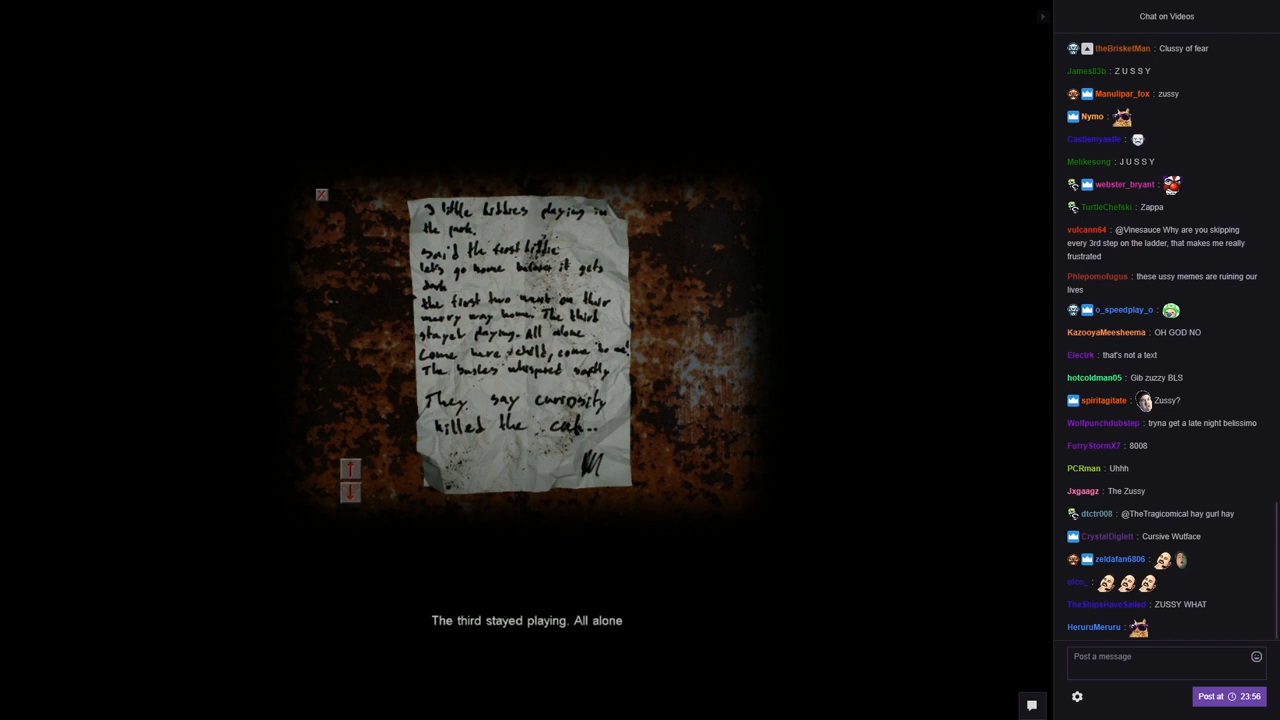 Chat on Videos
3 little kiddies playing in
the park.
said the first kiddie
let's go home before it gets
dark
the first two went on their
merry way home. The third
stayed playing. All alone
Come here child, come to me!
The bushes whispered softly
They say curiosity
killed the cat..
The third stayed playing. All alone
theBrisketMan : Clussy of fear
James83b : Z U S S Y
Manulipar_fox : zussy
Nymo :
Castlemyastle :
Melikesong : J U S S Y
webster_bryant :
TurtleChefski : Zappa
vulcann64 : @Vinesauce Why are you skipping
every 3rd step on the ladder, that makes me really
frustrated
Phlepomofugus : these ussy memes are ruining our
lives
o_speedplay_o :
KazooyaMeesheema : OH GOD NO
Electrk : that's not a text
hotcoldman05 : Gib zuzzy BLS
spiritagitate : Zussy?
Wolfpunchdubstep : tryna get a late night belissimo
FurryStormX7 : 8008
PCRman : Uhhh
Jxgaagz : The Zussy
dtctr008 : @TheTragicomical hay gurl hay
CrystalDiglett : Cursive Wutface
zeldafan6806 :
TheShipsHaveSailed : ZUSSY WHAT
HeruruMeruru :
Post a message
Post at 23:56